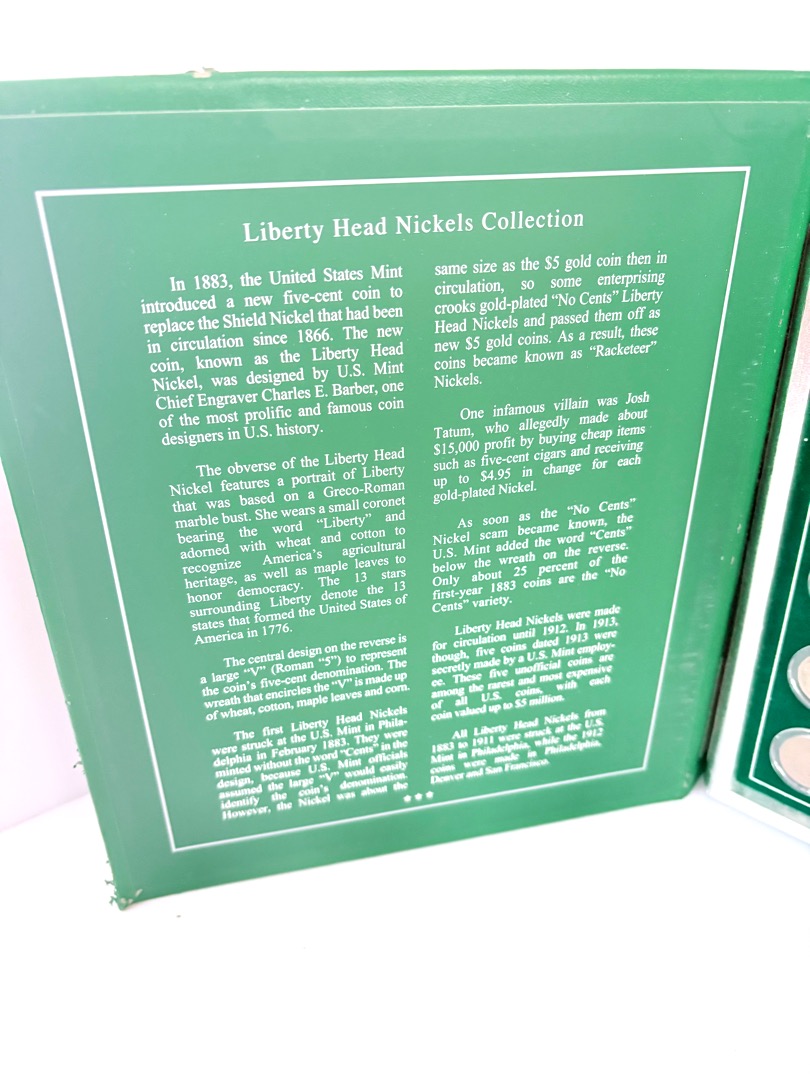 Liberty Head Nickels Collection
In 1883, the United States Mint
introduced a new five-cent coin to
replace the Shield Nickel that had been
in circulation since 1866. The new
coin, known as the Liberty Head
Nickel, was designed by U.S. Mint
Chief Engraver Charles E. Barber, one
of the most prolific and famous coin
designers in U.S. history.
The obverse of the Liberty Head
Nickel features a portrait of Liberty
that was based on a Greco-Roman
marble bust. She wears a small coronet
bearing the word “Liberty” and
adorned with wheat and cotton to
recognize America’s agricultural
heritage, as well as maple leaves to
honor democracy. The 13 stars
surrounding Liberty denote the 13
states that formed the United States of
America in 1776.
The central design on the reverse is
a large “V” (Roman “5”) to represent
the coin’s five-cent denomination. The
wreath that encircles the “V” is made up
of wheat, cotton, maple leaves and corn.
The first Liberty Head Nickels
were struck at the U.S. Mint in Phila-
delphia in February 1883. They were
minted without the word “Cents” in the
design, because U.S. Mint officials
assumed the large “V” would easily
identify the coin’s denomination.
However, the Nickel was about the
same size as the $5 gold coin then in
circulation, so some enterprising
crooks gold-plated “No Cents” Liberty
Head Nickels and passed them off as
new $5 gold coins. As a result, these
coins became known as “Racketeer”
Nickels.
One infamous villain was Josh
Tatum, who allegedly made about
$15,000 profit by buying cheap items
such as five-cent cigars and receiving
up to $4.95 in change for each
gold-plated Nickel.
As soon as the “No Cents”
Nickel scam became known, the
U.S. Mint added the word “Cents”
below the wreath on the reverse.
Only about 25 percent of the
first-year 1883 coins are the “No
Cents” variety.
Liberty Head Nickels were made
for circulation until 1912. In 1913,
though, five coins dated 1913 were
secretly made by a U.S. Mint employ-
ee. These five unofficial coins are
among the rarest and most expensive
of all U.S. coins, with each
coin valued up to $5 million.
All Liberty Head Nickels from
1883 to 1911 were struck at the U.S.
Mint in Philadelphia, while the 1912
coins were made in Philadelphia,
Denver and San Francisco.